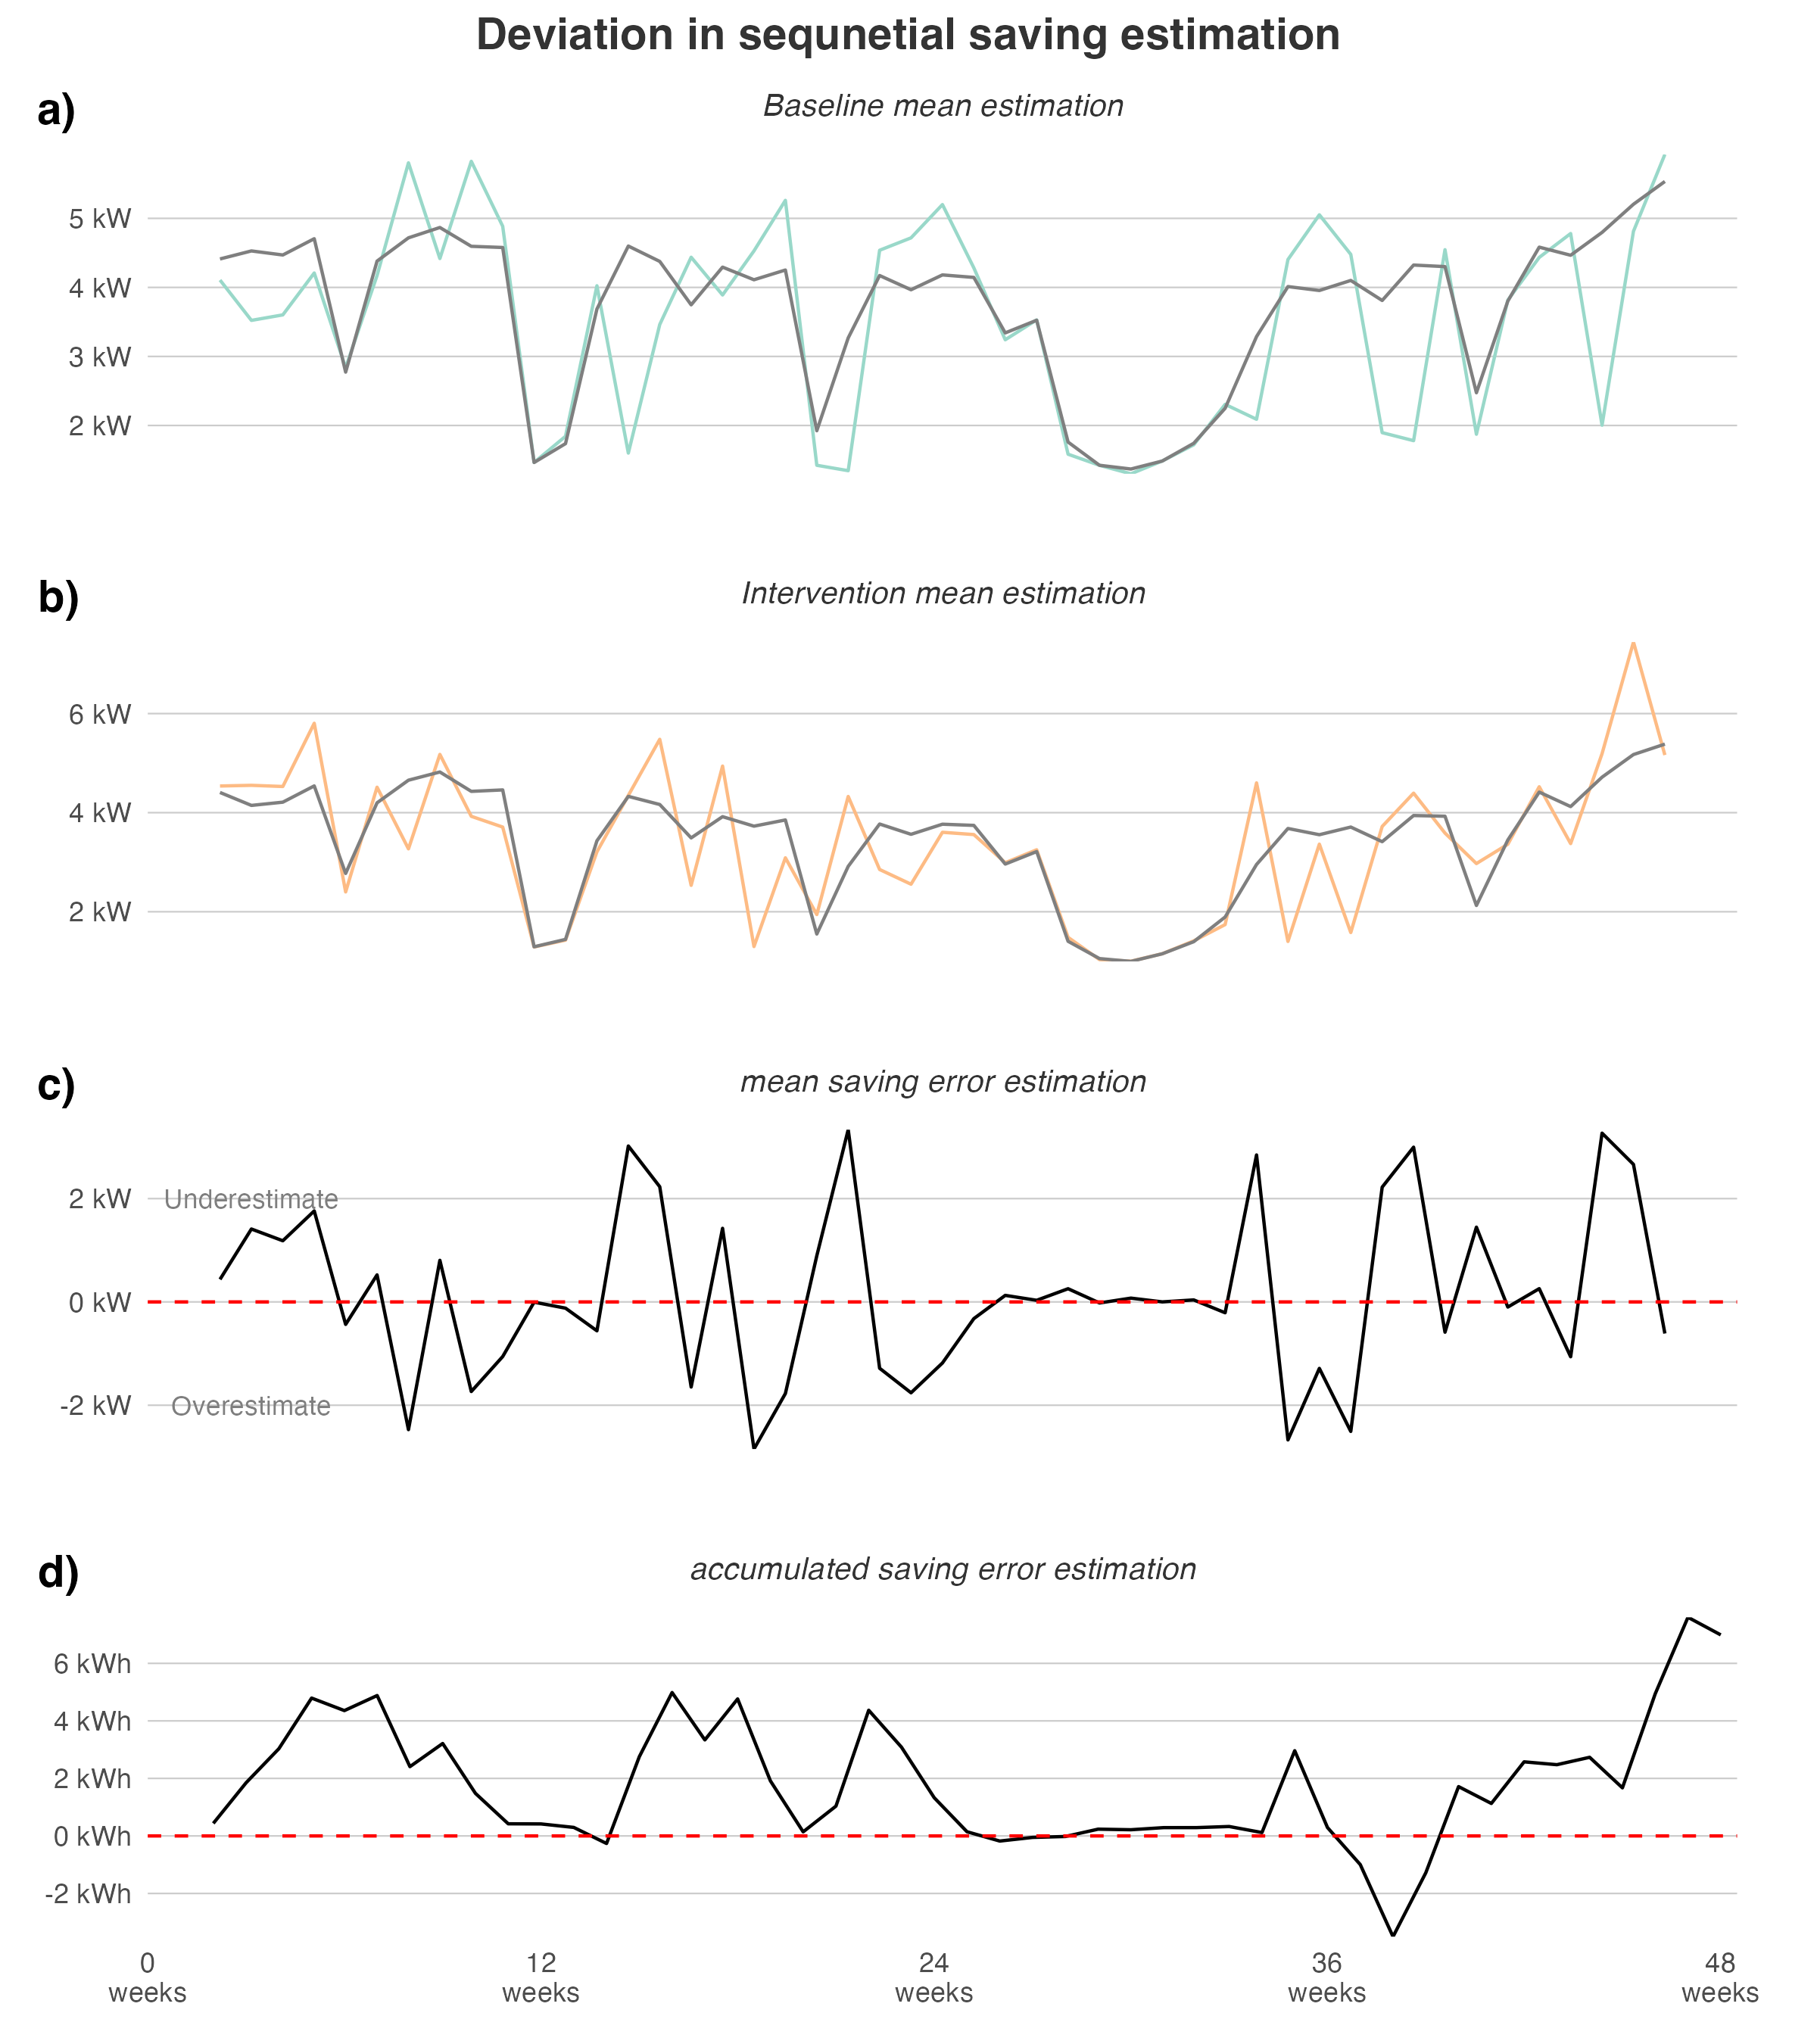 Deviation in sequnetial saving estimation
a)
Baseline mean estimation
5 kW
4 kW
3 kW
2 kW
b)
Intervention mean estimation
6 kW
4 kW
2 kW
c)
mean saving error estimation
2 kW
Underestimate
0 kW
-2 kW
Overestimate
d)
accumulated saving error estimation
6 kWh
4 kWh
2 kWh
0 kWh
-2 kWh
0
weeks
12
weeks
24
weeks
36
weeks
48
weeks